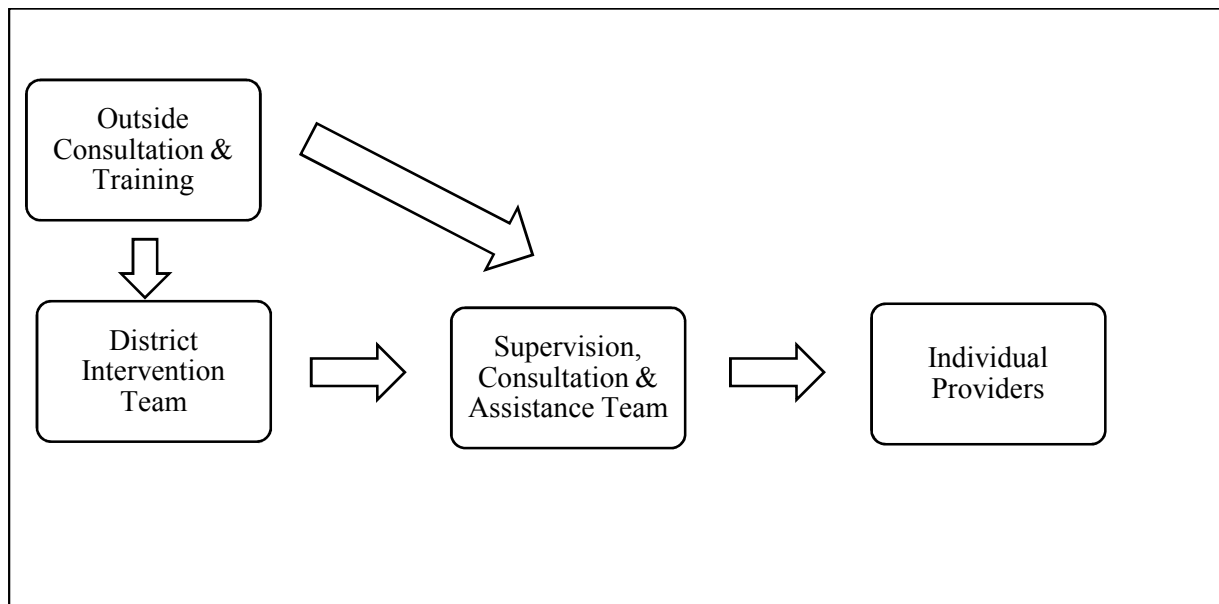 Outside
Consultation &
Training
District
Intervention
Team
Supervision,
Consultation &
Assistance Team
Individual
Providers